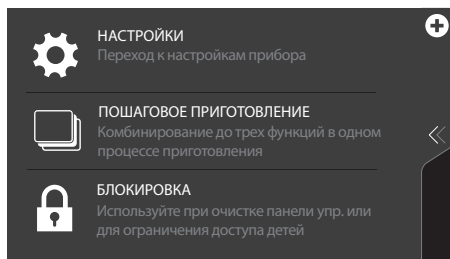 НАСТРОЙКИ
Переход к настройкам прибора
ПОШАГОВОЕ ПРИГОТОВЛЕНИЕ
Комбинирование до трех функций в одном
процессе приготовления
БЛОКИРОВКА
Используйте при очистке панели упр. или
для ограничения доступа детей